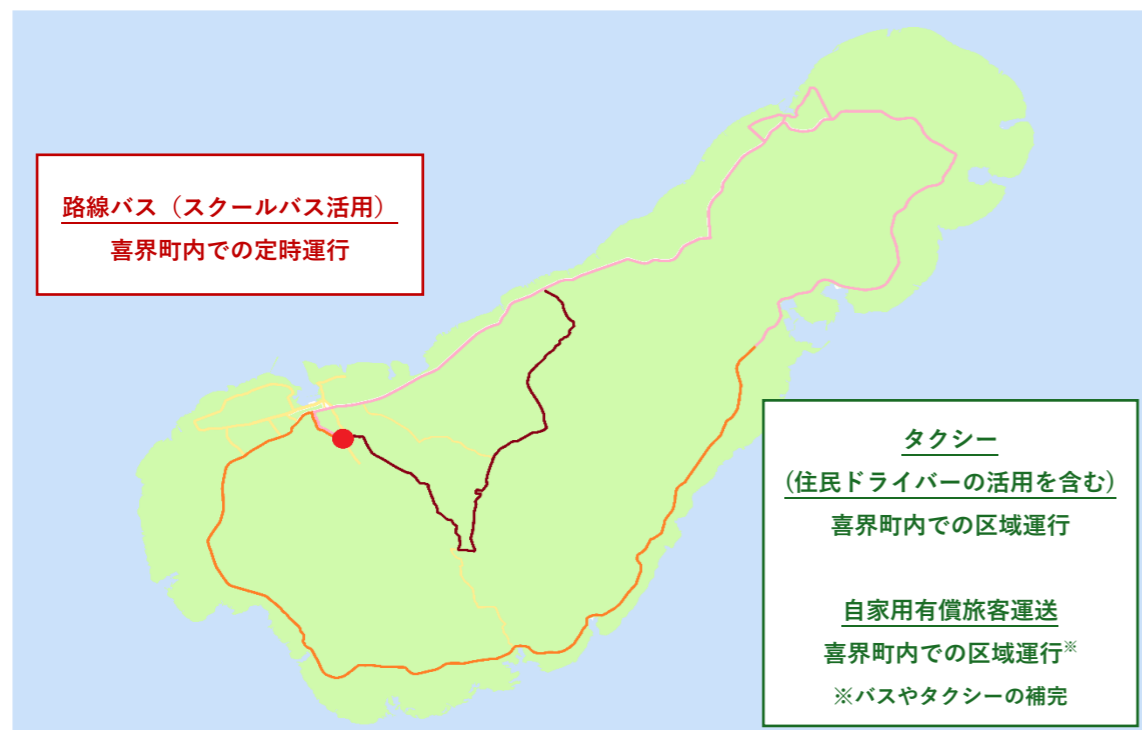 路線バス（スクールバス活用）
喜界町内での定時運行
タクシー
(住民ドライバーの活用を含む)
喜界町内での区域運行
自家用有償旅客運送
喜界町内での区域運行※
※バスやタクシーの補完